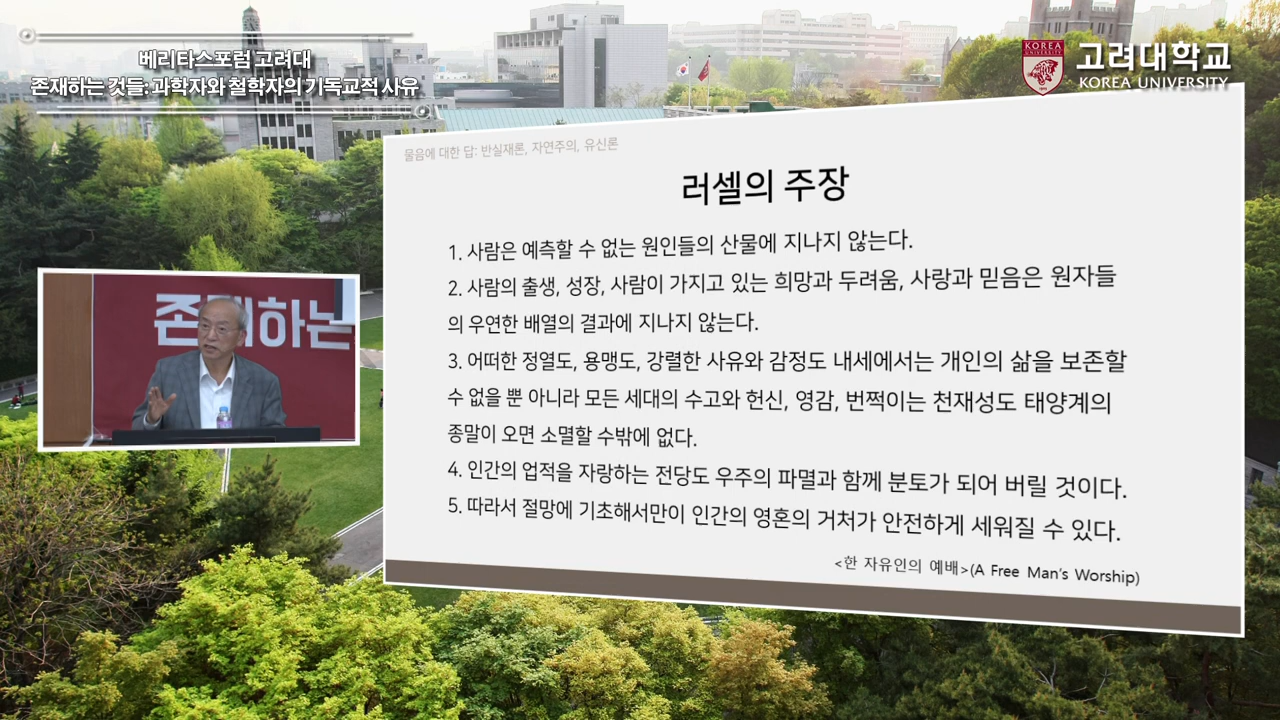 베리타스포럼 고려대
존재하는 것들: 과학자와 철학자의 기독교적 사유
KOREA
UNIVERSITY
고려대학교
KOREA UNIVERSITY
물음에 대한 답: 반실재론, 자연주의, 유신론
러셀의 주장
1. 사람은 예측할 수 없는 원인들의 산물에 지나지 않는다.
2. 사람의 출생, 성장, 사람이 가지고 있는 희망과 두려움, 사랑과 믿음은 원자들
의 우연한 배열의 결과에 지나지 않는다.
3. 어떠한 정열도, 용맹도, 강렬한 사유와 감정도 내세에서는 개인의 삶을 보존할
수 없을 뿐 아니라 모든 세대의 수고와 헌신, 영감, 번쩍이는 천재성도 태양계의
종말이 오면 소멸할 수밖에 없다.
4. 인간의 업적을 자랑하는 전당도 우주의 파멸과 함께 분토가 되어 버릴 것이다.
5. 따라서 절망에 기초해서만이 인간의 영혼의 거처가 안전하게 세워질 수 있다.
<한 자유인의 예배>(A Free Man's Worship)
존 하는